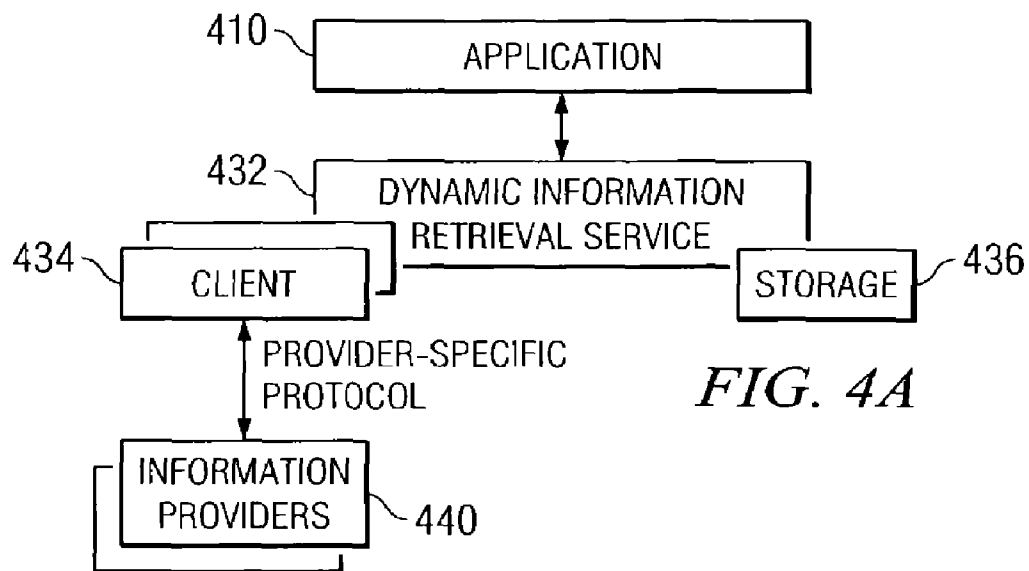 410
APPLICATION
432
DYNAMIC INFORMATION
RETRIEVAL SERVICE
434
CLIENT
STORAGE
436
PROVIDER-SPECIFIC
PROTOCOL
FIG. 4A
INFORMATION
PROVIDERS
440